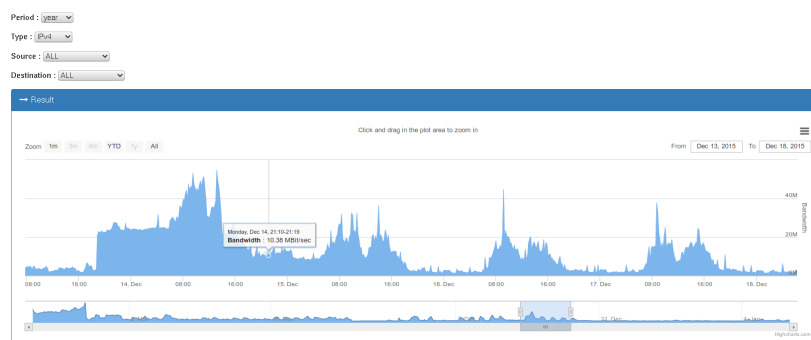 Period : year
Type : IPv4
Source : ALL
Destination : ALL
Result
Click and drag in the plot area to zoom in
Zoom 1m 3m 6m YTD 1y All From Dec 13, 2015 To Dec 18, 2015
40M
Bandwidth
Monday, Dec 14, 21:10-21:19
Bandwidth : 10.38 MBit/sec
20M
0M
08:00 16:00 14. Dec 08:00 16:00 15. Dec 08:00 16:00 16. Dec 08:00 16:00 17. Dec 08:00 16:00 18. Dec
Highcharts.com